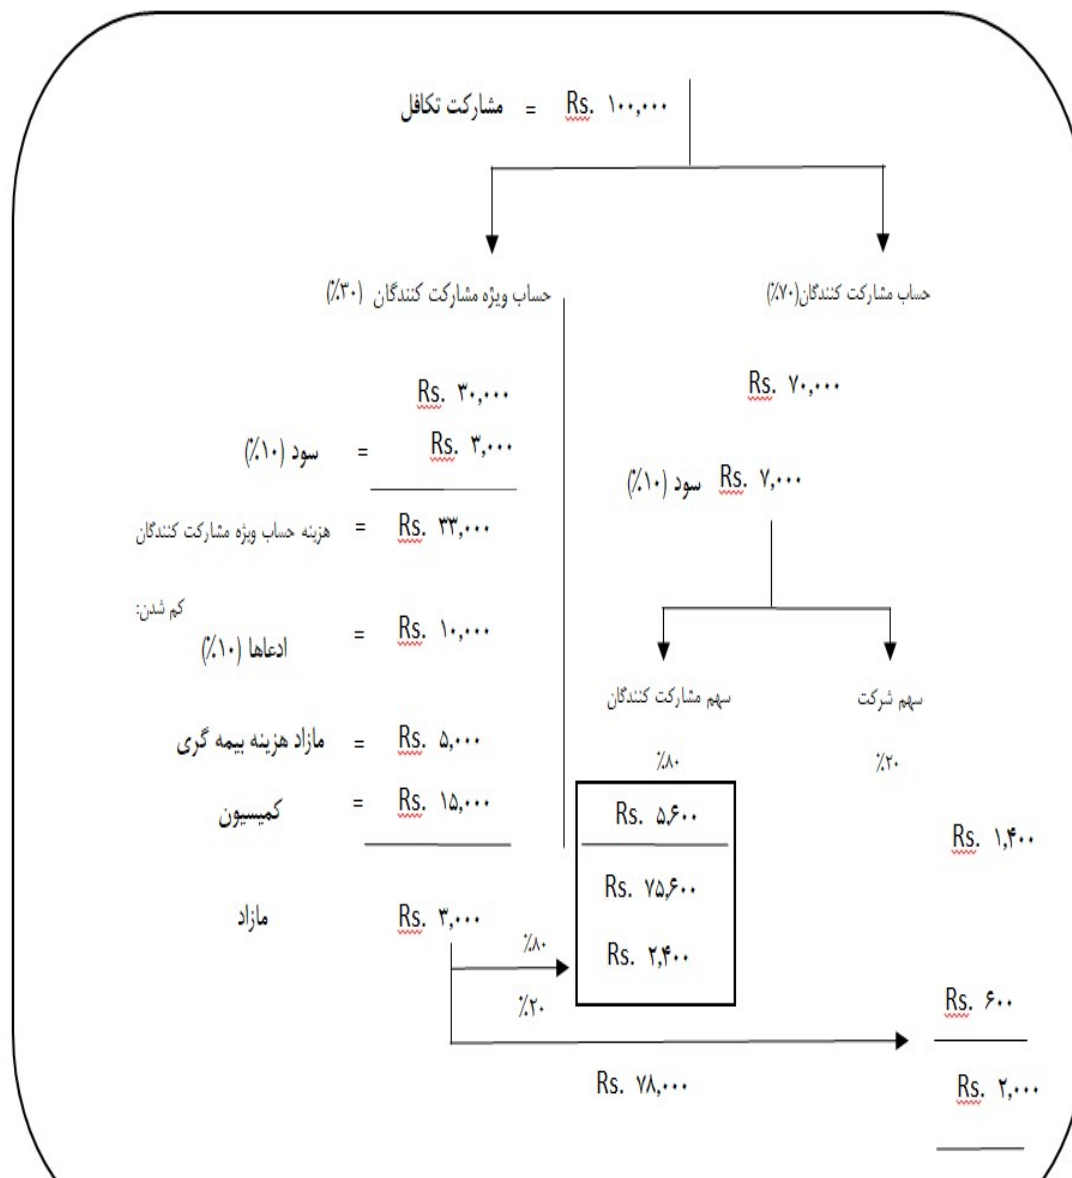 مشارکت تکافل = Rs. ۱۰۰,۰۰۰
حساب مشارکت کنندگان(۷۰٪)
حساب ویژه مشارکت کنندگان (۳۰٪)
Rs. ۷۰,۰۰۰
Rs. ۳۰,۰۰۰
سود (۱۰٪) = Rs. ۳,۰۰۰
سود (۱۰٪) Rs. ۷,۰۰۰
هزینه حساب ویژه مشارکت کنندگان = Rs. ۳۳,۰۰۰
کم شدن:
ادعاها (۱۰٪) = Rs. ۱۰,۰۰۰
سهم شرکت
سهم مشارکت کنندگان
مازاد هزینه بیمه گری = Rs. ۵,۰۰۰
٪۲۰
٪۸۰
کمیسیون = Rs. ۱۵,۰۰۰
Rs. ۵,۶۰۰
Rs. ۱,۴۰۰
Rs. ۷۵,۶۰۰
مازاد Rs. ۳,۰۰۰
٪۸۰
Rs. ۲,۴۰۰
٪۲۰
Rs. ۶۰۰
Rs. ۷۸,۰۰۰
Rs. ۲,۰۰۰